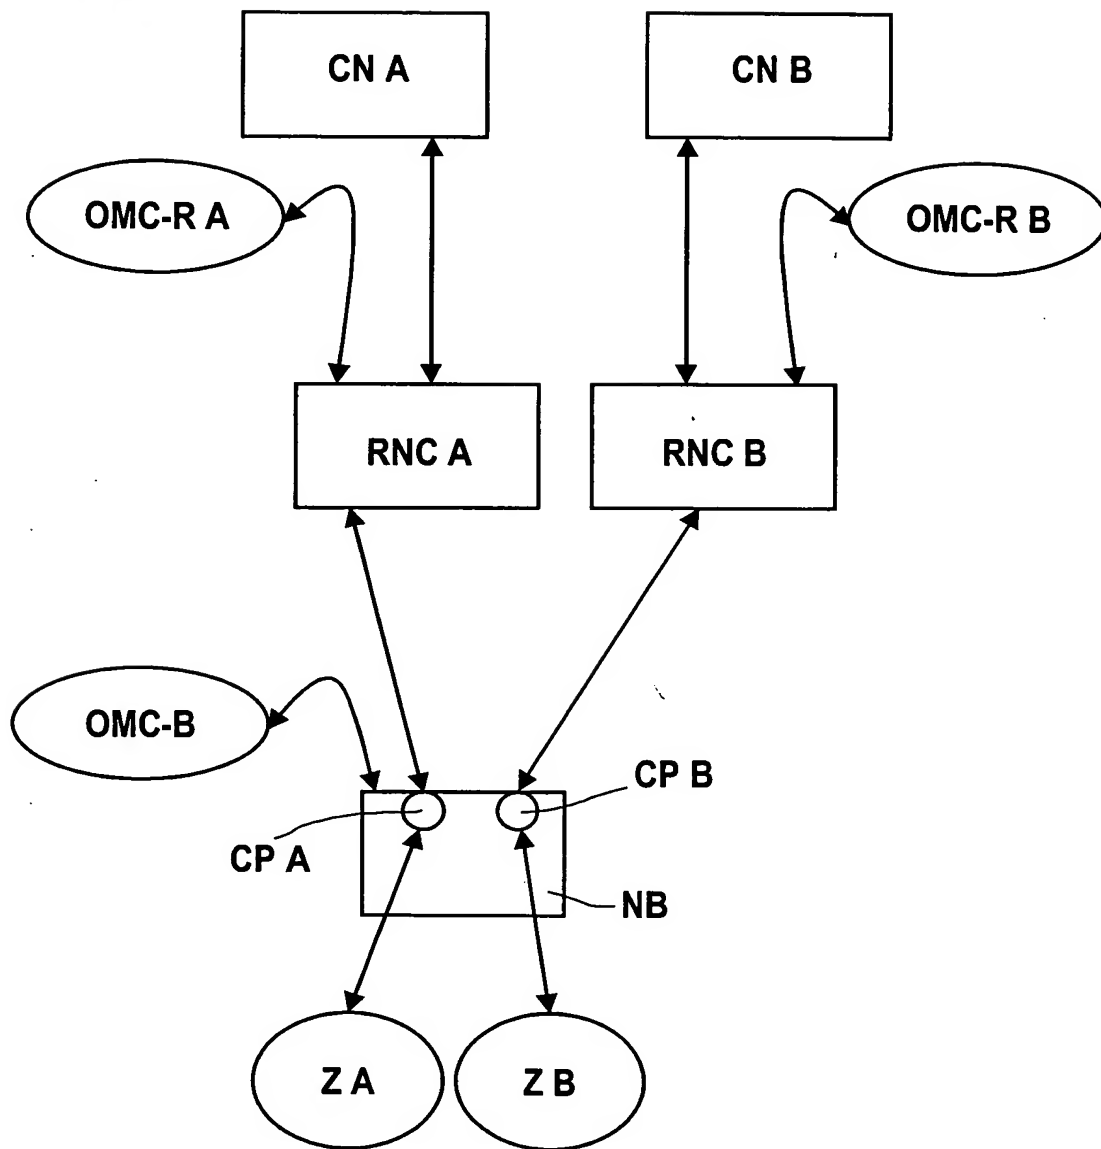 CN A
CN B
OMC-R A
OMC-R B
RNC A
RNC B
OMC-B
CP B
CP A
NB
Z A
Z B